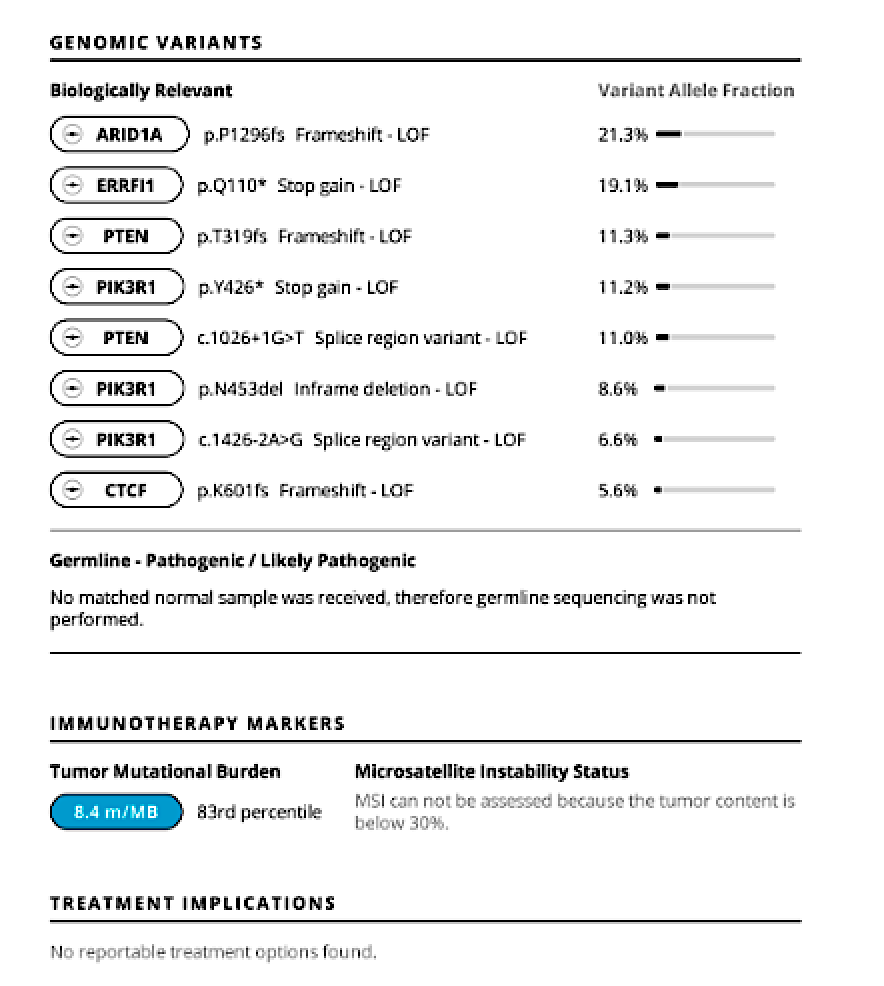 GENOMIC VARIANTS
Biologically Relevant Variant Allele Fraction
ARID1A p.P1296fs Frameshift - LOF 21.3%
ERRFI1 p.Q110* Stop gain - LOF 19.1%
PTEN p.T319fs Frameshift - LOF 11.3%
PIK3R1 p.Y426* Stop gain - LOF 11.2%
PTEN c.1026+1G>T Splice region variant - LOF 11.0%
PIK3R1 p.N453del Inframe deletion - LOF 8.6%
PIK3R1 c.1426-2A>G Splice region variant - LOF 6.6%
CTCF p.K601fs Frameshift - LOF 5.6%
Germline - Pathogenic / Likely Pathogenic
No matched normal sample was received, therefore germline sequencing was not
performed.
IMMUNOTHERAPY MARKERS
Tumor Mutational Burden Microsatellite Instability Status
8.4 m/MB 83rd percentile MSI can not be assessed because the tumor content is
below 30%.
TREATMENT IMPLICATIONS
No reportable treatment options found.